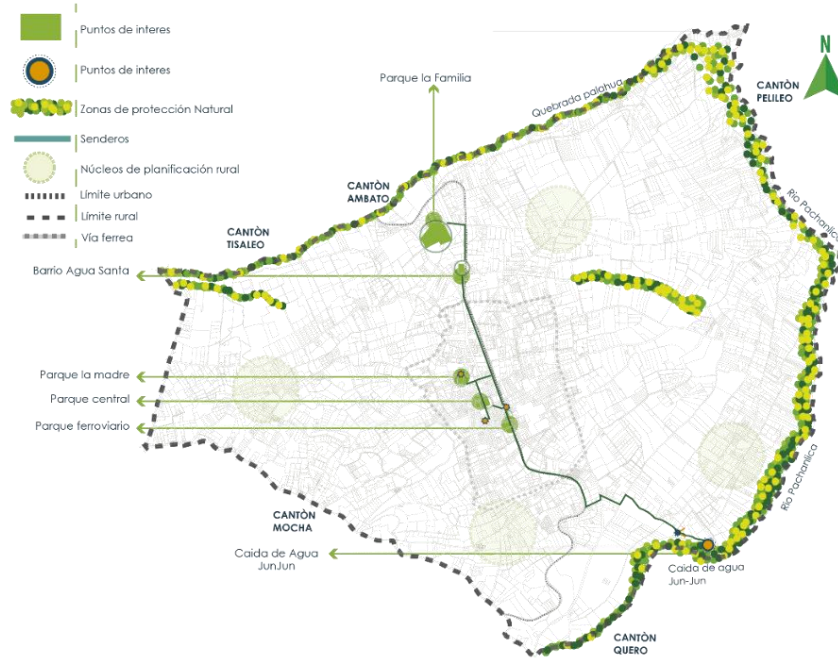 Puntos de interes
Puntos de interes
Zonas de protección Natural
Senderos
Núcleos de planificación rural
Límite urbano
Límite rural
Vía ferrea
Parque la Familia
Quebrada palahua
N
CANTÒN
PELILEO
CANTÒN
AMBATO
CANTÒN
TISALEO
Río Pachanlica
Barrio Agua Santa
Parque la madre
Parque central
Parque ferroviario
Río Pachanlica
CANTÒN
MOCHA
Caida de Agua
JunJun
Caida de agua
Jun-Jun
CANTÒN
QUERO